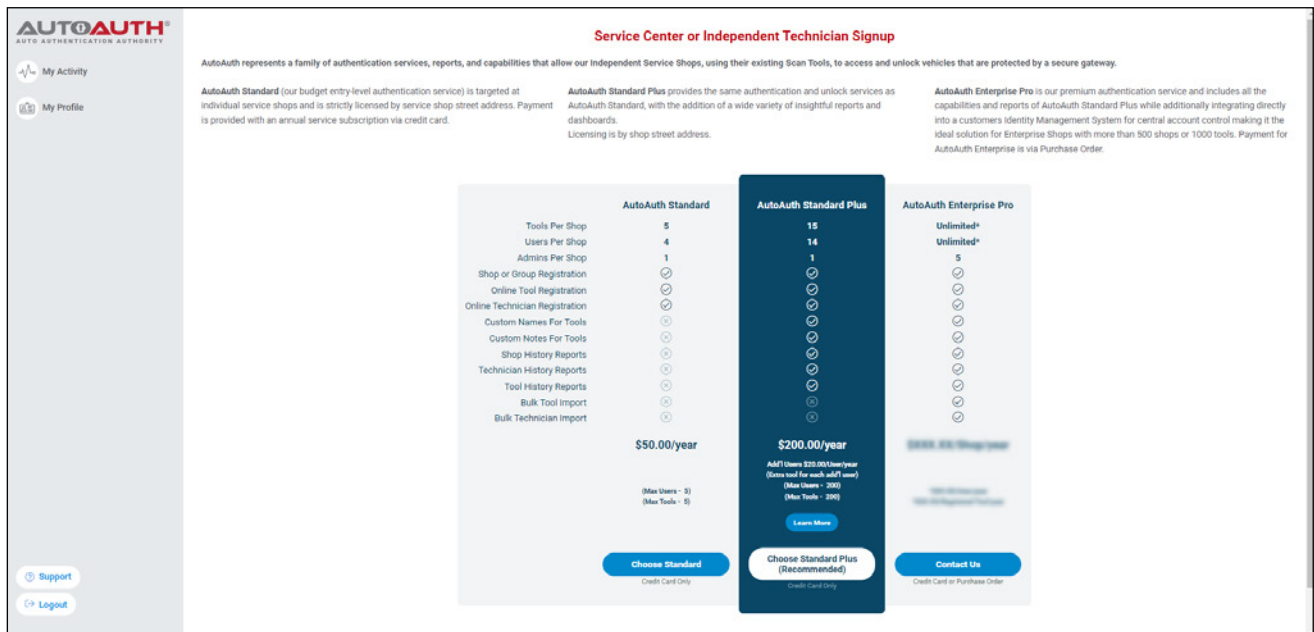 AUTOAUTH®
AUTO AUTHENTICATION AUTHORITY
My Activity
My Profile
Support
Logout
Service Center or Independent Technician Signup
AutoAuth represents a family of authentication services, reports, and capabilities that allow our Independent Service Shops, using their existing Scan Tools, to access and unlock vehicles that are protected by a secure gateway.
AutoAuth Standard (our budget entry-level authentication service) is targeted at
individual service shops and is strictly licensed by service shop street address. Payment
is provided with an annual service subscription via credit card.
AutoAuth Standard Plus provides the same authentication and unlock services as
AutoAuth Standard, with the addition of a wide variety of insightful reports and
dashboards.
Licensing is by shop street address.
AutoAuth Enterprise Pro is our premium authentication service and includes all the
capabilities and reports of AutoAuth Standard Plus while additionally integrating directly
into a customers Identity Management System for central account control making it the
ideal solution for Enterprise Shops with more than 500 shops or 1000 tools. Payment for
AutoAuth Enterprise is via Purchase Order.
AutoAuth Standard AutoAuth Standard Plus AutoAuth Enterprise Pro
Tools Per Shop 5 15 Unlimited*
Users Per Shop 4 14 Unlimited*
Admins Per Shop 1 1 5
Shop or Group Registration
Online Tool Registration
Online Technician Registration
Custom Names For Tools
Custom Notes For Tools
Shop History Reports
Technician History Reports
Tool History Reports
Bulk Tool Import
Bulk Technician Import
$50.00/year $200.00/year
Add'l Users $20.00/User/year
(Extra tool for each add'l user)
(Max Users - 5) (Max Users - 200)
(Max Tools - 5) (Max Tools - 200)
Learn More
Choose Standard Choose Standard Plus Contact Us
(Recommended)
Credit Card Only Credit Card Only Credit Card or Purchase Order